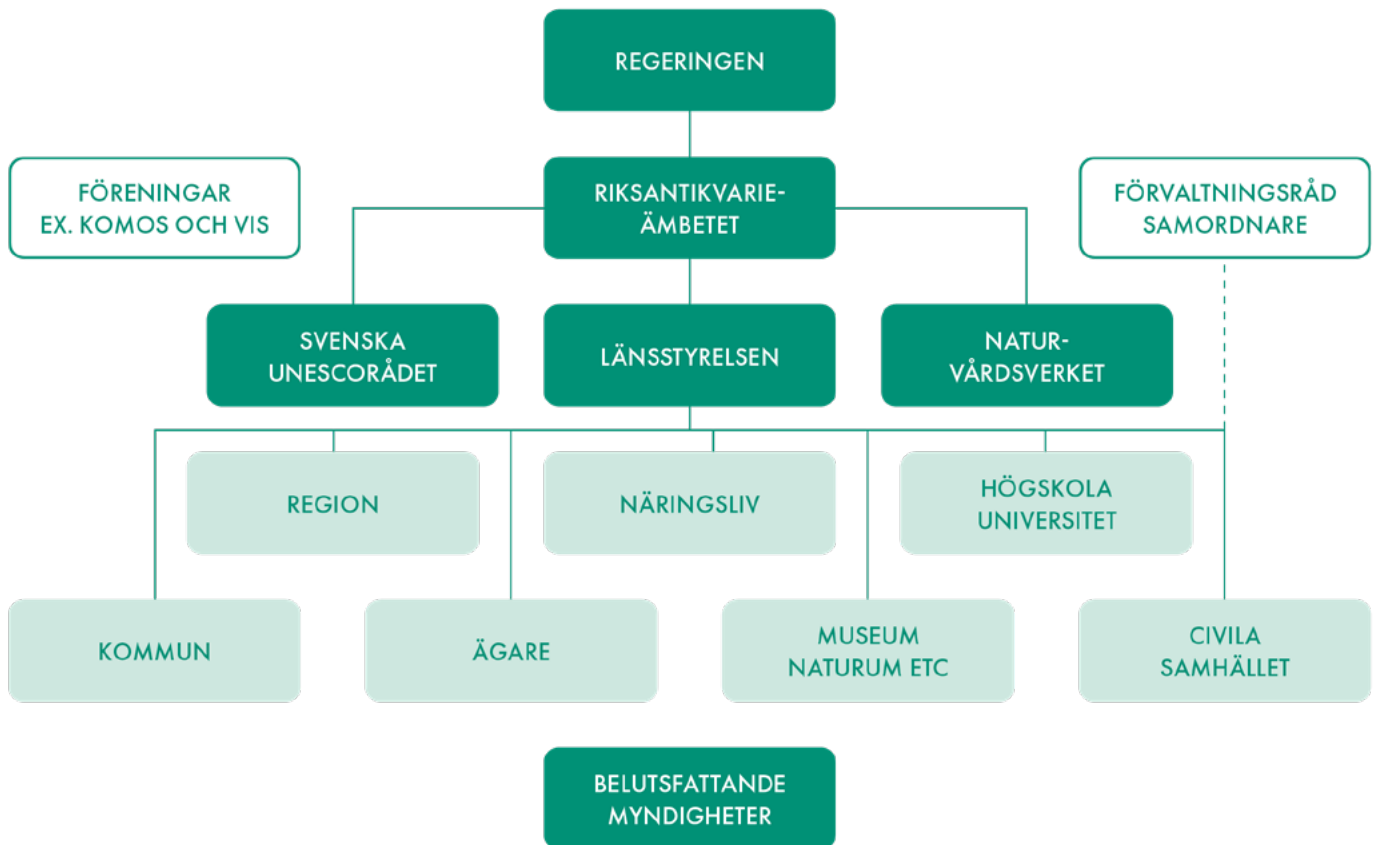 REGERINGEN
FÖRENINGAR
EX. KOMOS OCH VIS
RIKSANTIKVARIE-
ÄMBETET
FÖRVALTNINGSRÅD
SAMORDNARE
SVENSKA
UNESCORÅDET
LÄNSSTYRELSEN
NATUR-
VÅRDSVERKET
REGION
NÄRINGSLIV
HÖGSKOLA
UNIVERSITET
KOMMUN
ÄGARE
MUSEUM
NATURUM ETC
CIVILA
SAMHÄLLET
BELUTSFATTANDE
MYNDIGHETER